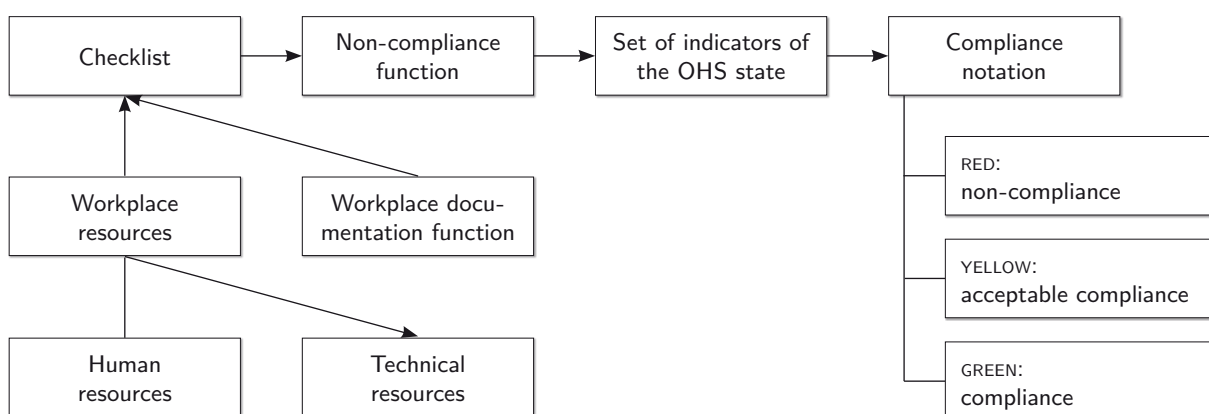 Checklist
Non-compliance
function
Set of indicators of
the OHS state
Compliance
notation
RED:
non-compliance
Workplace
resources
Workplace docu-
mentation function
YELLOW:
acceptable compliance
Human
resources
Technical
resources
GREEN:
compliance